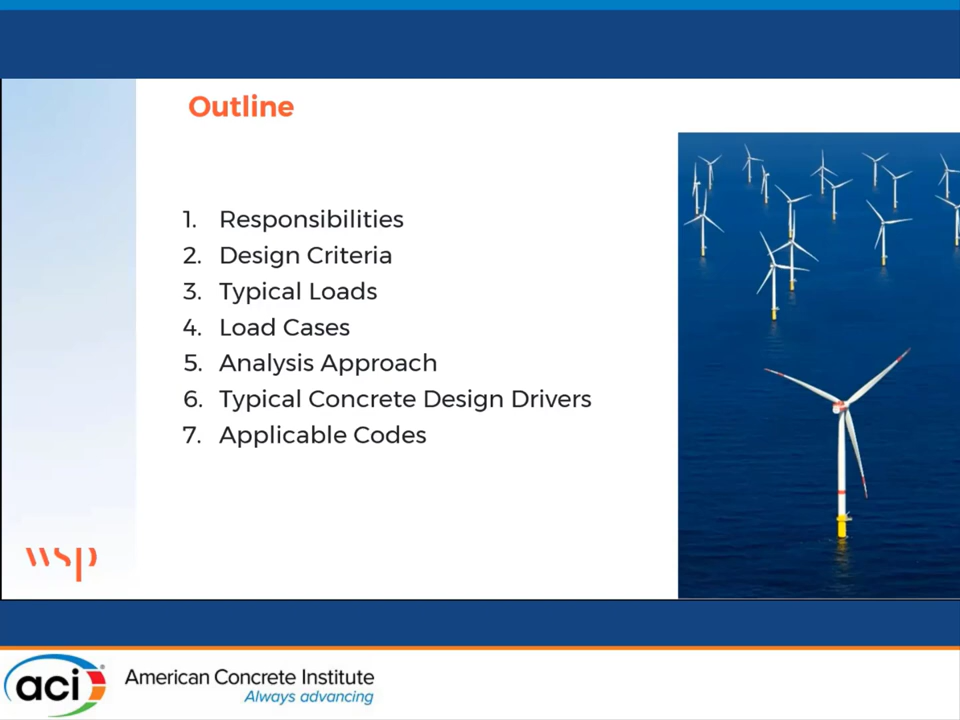 Outline
1. Responsibilities
2. Design Criteria
3. Typical Loads
4. Load Cases
5. Analysis Approach
6. Typical Concrete Design Drivers
7. Applicable Codes
wsp
aci®
American Concrete Institute
Always advancing